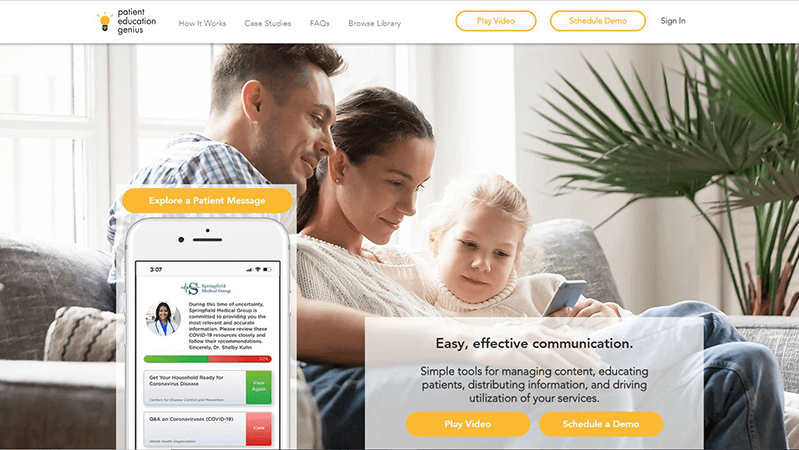 patient
education
genius
How It Works
Case Studies
FAQs
Browse Library
Play Video
Schedule Demo
Sign In
Explore a Patient Message
3:07
S
Springfield
Medical Group
During this time of uncertainty,
Springfield Medical Group is
committed to providing you the
most relevant and accurate
information. Please review these
COVID-19 resources closely and
follow their recommendations.
Sincerely, Dr. Shelby Kuhn
Get Your Household Ready for
Coronavirus Disease
Centers for Disease Control and Prevention
View
Again
Q&A on Coronaviruses (COVID-19)
World Health Organization
View
Easy, effective communication.
Simple tools for managing content, educating
patients, distributing information, and driving
utilization of your services.
Play Video
Schedule a Demo